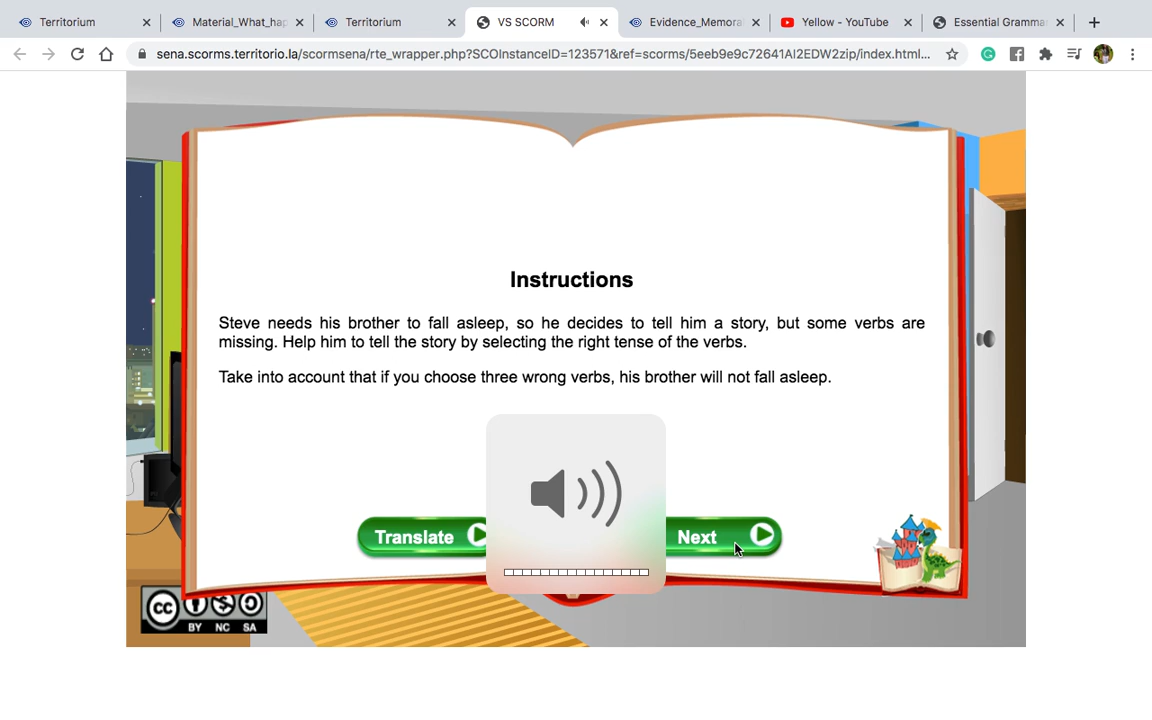 Territorium
Material_What_hap
Territorium
VS SCORM
Evidence_Memora
Yellow - YouTube
Essential Gramma
sena.scorms.territorio.la/scormsena/rte_wrapper.php?SCOInstanceID=123571&ref=scorms/5eeb9e9c72641AI2EDW2zip/index.html...
Instructions
Steve needs his brother to fall asleep, so he decides to tell him a story, but some verbs are
missing. Help him to tell the story by selecting the right tense of the verbs.
Take into account that if you choose three wrong verbs, his brother will not fall asleep.
Translate
Next
cc
BY NC SA